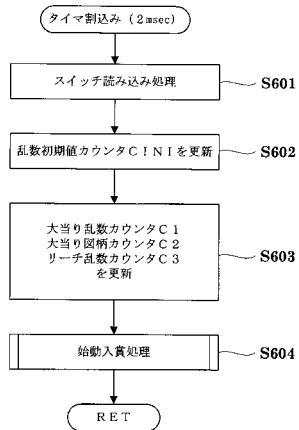 タイマ割込み (2msec)
スイッチ読み込み処理
S601
乱数初期値カウンタCINIを更新
S602
大当り乱数カウンタC1
大当り図柄カウンタC2
リーチ乱数カウンタC3
を更新
S603
始動入賞処理
S604
RET